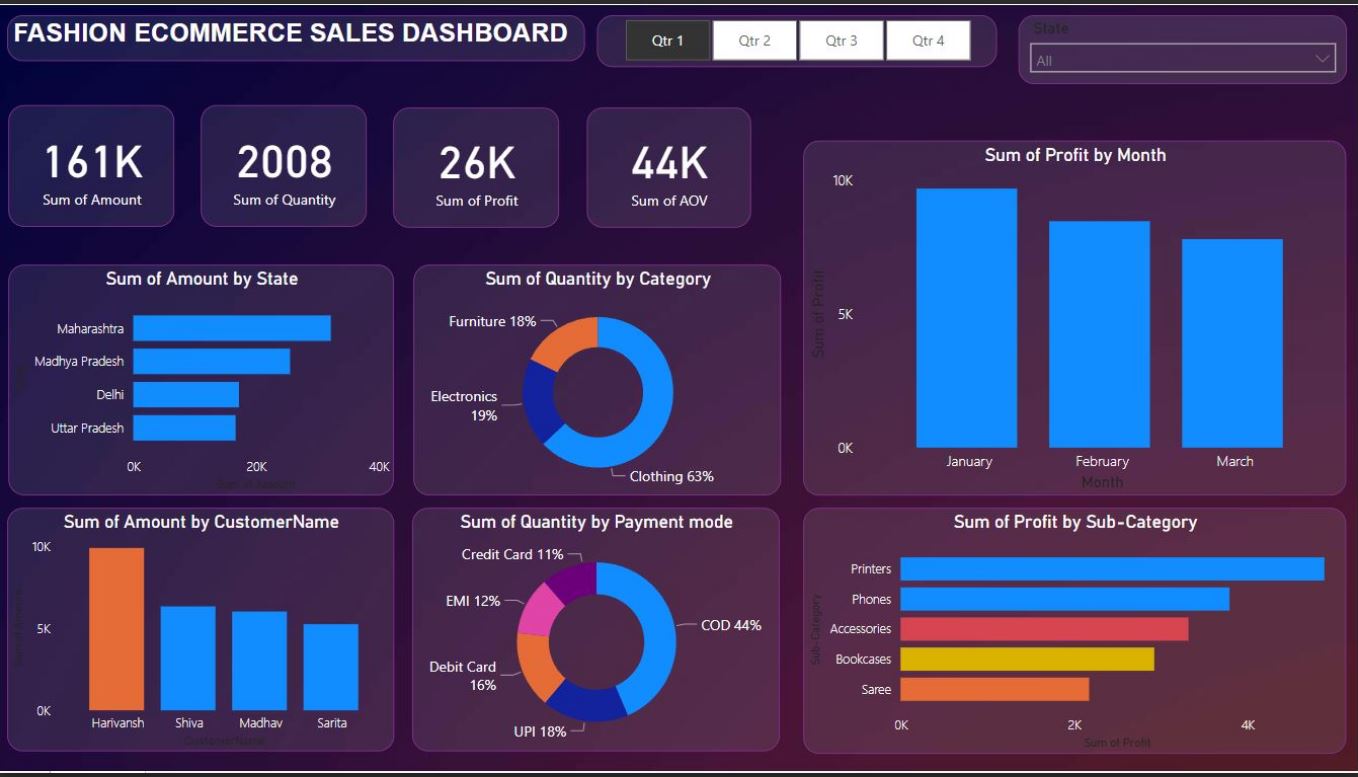 FASHION ECOMMERCE SALES DASHBOARD
Qtr 1
Qtr 2
Qtr 3
Qtr 4
State
All
161K
Sum of Amount
2008
Sum of Quantity
26K
Sum of Profit
44K
Sum of AOV
Sum of Profit by Month
10K
5K
0K
Sum of Profit
January
February
March
Month
Sum of Amount by State
Maharashtra
Madhya Pradesh
Delhi
Uttar Pradesh
0K
20K
40K
Sum of Amount
Sum of Quantity by Category
Furniture 18%
Electronics
19%
Clothing 63%
Sum of Amount by CustomerName
10K
5K
0K
Sum of Amount
Harivansh
Shiva
Madhav
Sarita
CustomerName
Sum of Quantity by Payment mode
Credit Card 11%
EMI 12%
COD 44%
Debit Card
16%
UPI 18%
Sum of Profit by Sub-Category
Sub-Category
Printers
Phones
Accessories
Bookcases
Saree
0K
2K
4K
Sum of Profit